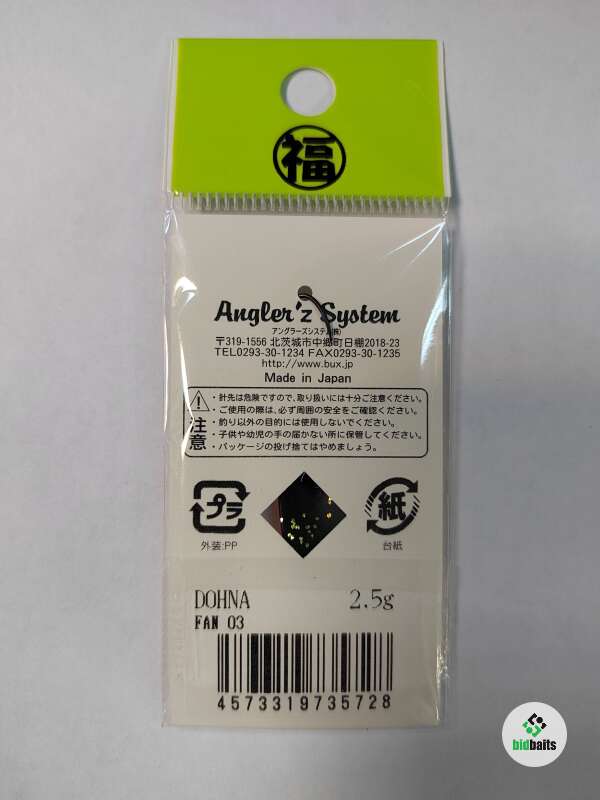 福
Angler'z System
アングラーズシステム(株)
〒319-1556 北茨城市中郷町日棚2018-23
TEL0293-30-1234 FAX0293-30-1235
http://www.bux.jp
Made in Japan
注意
・針先は危険ですので、取り扱いには十分ご注意ください。
・ご使用の際は、必ず周囲の安全をご確認ください。
・釣り以外の目的には使用しないでください。
・子供や幼児の手の届かない所に保管してください。
・パッケージの投げ捨てはやめましょう。
プラ
紙
外装:PP
台紙
DOHNA 2.5g
FAN 03
4573319735728
bidbaits